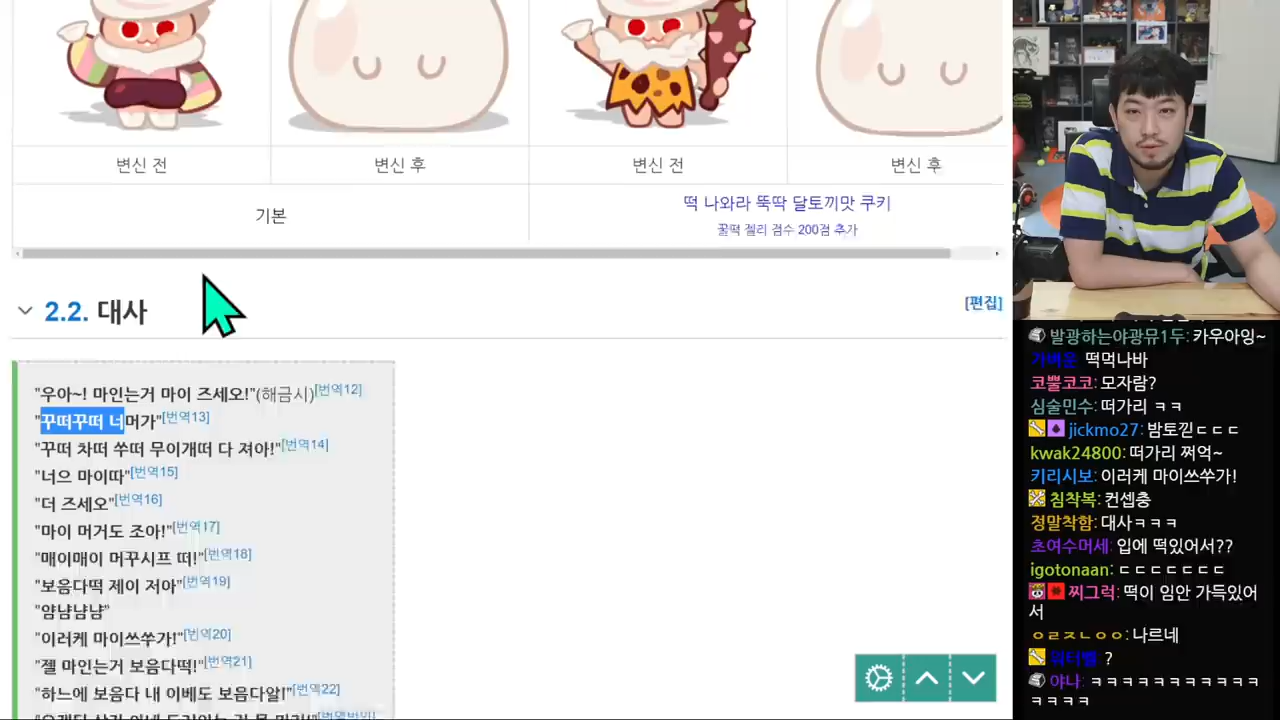 변신 전
변신 후
변신 전
변신 후
기본
떡 나와라 뚝딱 달토끼맛 쿠키
꿀떡 젤리 점수 200점 추가
2.2. 대사
[편집]
"우아~! 마인는거 마이 즈세오!"(해금시)[번역12]
"꾸떠꾸떠 너머가"[번역13]
"꾸떠 차떠 쑤떠 무이개떠 다 져아!"[번역14]
"너으 마이따"[번역15]
"더 즈세오"[번역16]
"마이 머거도 조아!"[번역17]
"매이매이 머꾸시프 떠!"[번역18]
"보음다떡 제이 저아"[번역19]
"얌냠냠냠"
"이러케 마이쓰쑤가!"[번역20]
"젤 마인는거 보음다떡!"[번역21]
"하느에 보음다 내 이베도 보음다알!"[번역22]
발광하는야광뮤1두: 카우아잉~
가벼운 떡먹나바
코뿔코코: 모자람?
심술민수: 떠가리 ㅋㅋ
jickmo27: 밤토낃ㄷㄷㄷ
kwak24800: 떠가리 쩌억~
키리시보: 이러케 마이쓰쑤가!
침착복: 컨셉충
정말착함: 대사ㅋㅋㅋ
초여수머세: 입에 떡있어서??
igotonaan: ㄷㄷㄷㄷㄷㄷㄷ
찌그럭: 떡이 임안 가득있어
서
ㅇㄹㅈㄴㅇㅇ: 나르네
워터벨 ?
야나: ㅋㅋㅋㅋㅋㅋㅋㅋㅋㅋㅋ
ㅋㅋㅋㅋ